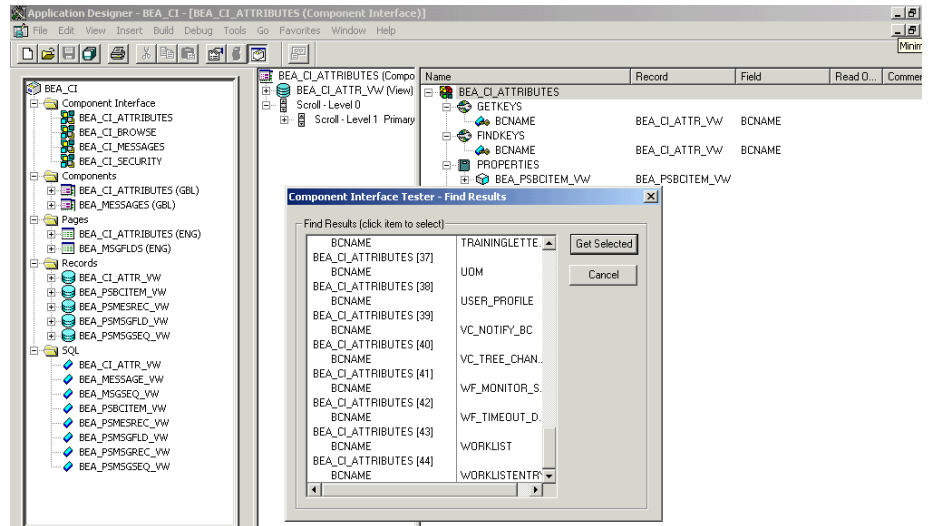 Application Designer - BEA_CI - [BEA_CI_ATTRIBUTES (Component Interface)]
File Edit View Insert Build Debug Tools Go Favorites Window Help
Minim
BEA_CI
Component Interface
BEA_CI_ATTRIBUTES
BEA_CI_BROWSE
BEA_CI_MESSAGES
BEA_CI_SECURITY
Components
BEA_CI_ATTRIBUTES (GBL)
BEA_MESSAGES (GBL)
Pages
BEA_CI_ATTRIBUTES (ENG)
BEA_MSGFLDS (ENG)
Records
BEA_CI_ATTR_VW
BEA_PSBCITEM_VW
BEA_PSMESREC_VW
BEA_PSMSGFLD_VW
BEA_PSMSGSEQ_VW
SQL
BEA_CI_ATTR_VW
BEA_MESSAGE_VW
BEA_MSGSEQ_VW
BEA_PSBCITEM_VW
BEA_PSMESREC_VW
BEA_PSMSGFLD_VW
BEA_PSMSGREC_VW
BEA_PSMSGSEQ_VW
BEA_CI_ATTRIBUTES (Compo
BEA_CI_ATTR_VW (View)
Scroll - Level 0
Scroll - Level 1 Primary
Name Record Field Read O... Commer
BEA_CI_ATTRIBUTES
GETKEYS
BCNAME BEA_CI_ATTR_VW BCNAME
FINDKEYS
BCNAME BEA_CI_ATTR_VW BCNAME
PROPERTIES
BEA_PSBCITEM_VW BEA_PSBCITEM_VW
Component Interface Tester - Find Results
Find Results (click item to select)
BCNAME TRAININGLETTE...
BEA_CI_ATTRIBUTES [37]
BCNAME UOM
BEA_CI_ATTRIBUTES [38]
BCNAME USER_PROFILE
BEA_CI_ATTRIBUTES [39]
BCNAME VC_NOTIFY_BC
BEA_CI_ATTRIBUTES [40]
BCNAME VC_TREE_CHAN...
BEA_CI_ATTRIBUTES [41]
BCNAME WF_MONITOR_S...
BEA_CI_ATTRIBUTES [42]
BCNAME WF_TIMEOUT_D...
BEA_CI_ATTRIBUTES [43]
BCNAME WORKLIST
BEA_CI_ATTRIBUTES [44]
BCNAME WORKLISTENTRY
Get Selected
Cancel